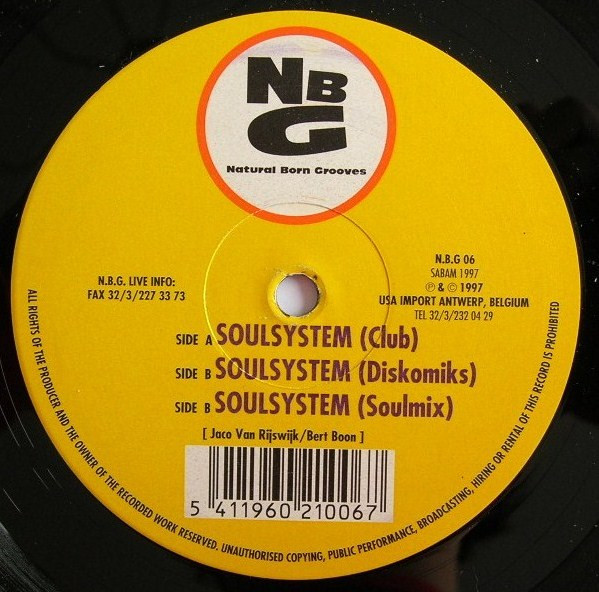 NB
G
Natural Born Grooves
N.B.G. LIVE INFO:
FAX 32/3/227 33 73
N.B.G 06
SABAM 1997
℗ & © 1997
USA IMPORT ANTWERP, BELGIUM
TEL 32/3/232 04 29
SIDE A SOULSYSTEM (Club)
SIDE B SOULSYSTEM (Diskomiks)
SIDE B SOULSYSTEM (Soulmix)
[ Jaco Van Rijswijk/Bert Boon ]
5 411960 210067
ALL RIGHTS OF THE PRODUCER AND THE OWNER OF THE RECORDED WORK RESERVED. UNAUTHORISED COPYING, PUBLIC PERFORMANCE, BROADCASTING, HIRING OR RENTAL OF THIS RECORD IS PROHIBITED